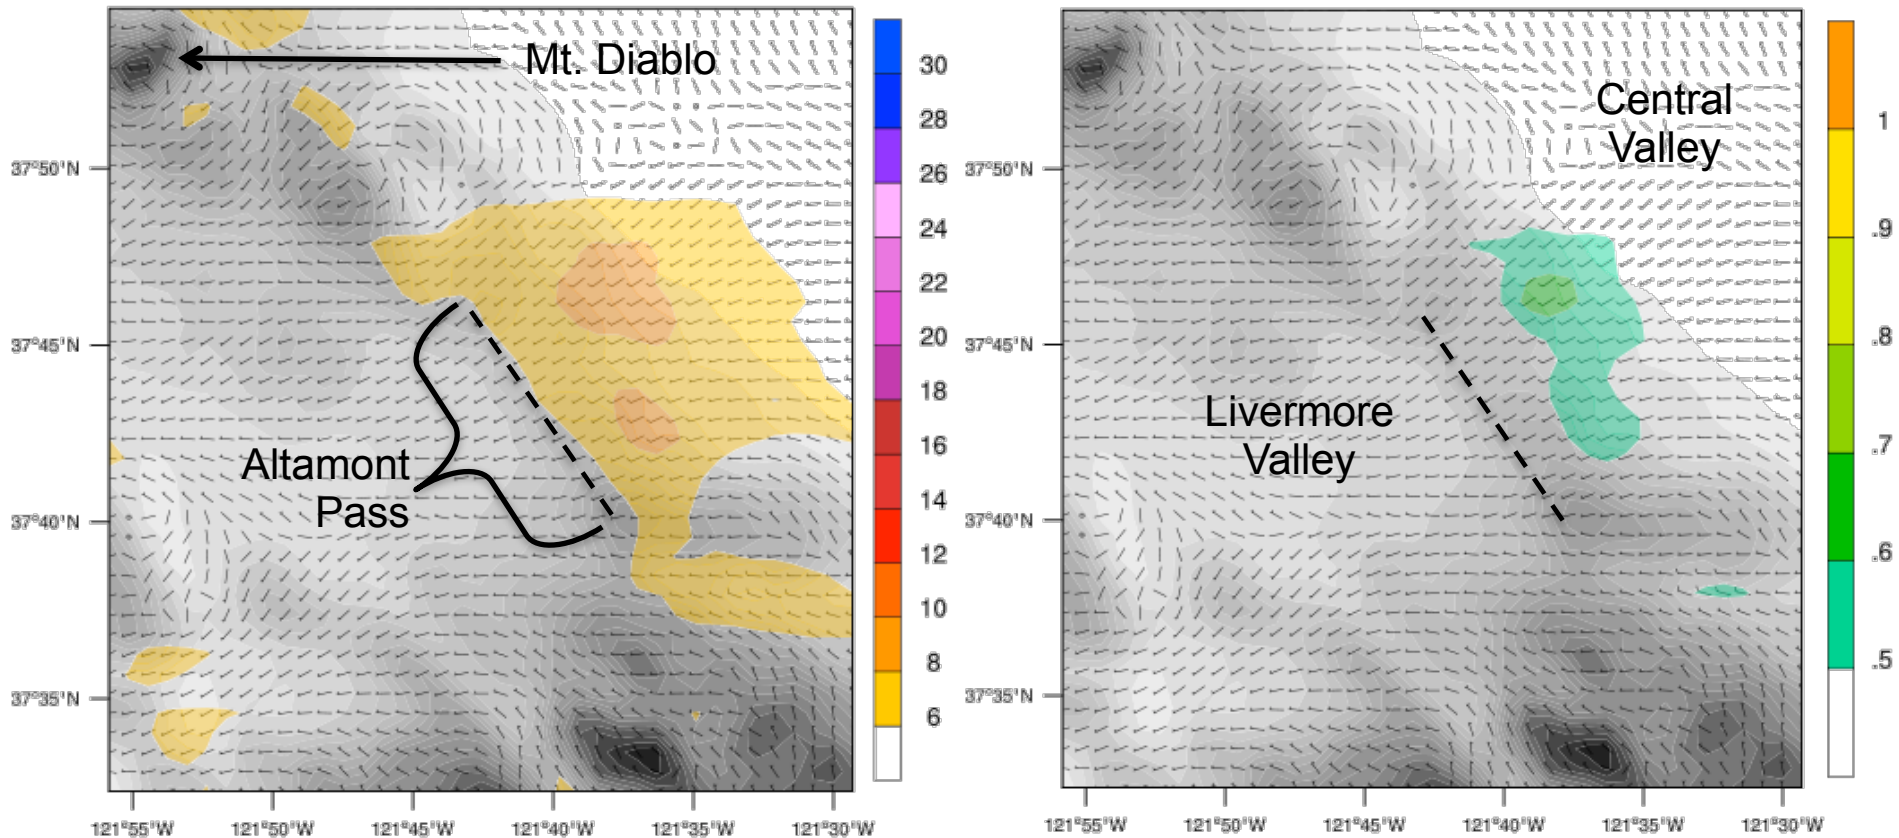 Mt. Diablo
Altamont
Pass
37°50'N
37°45'N
37°40'N
37°35'N
121°55'W
121°50'W
121°45'W
121°40'W
121°35'W
121°30'W
30
28
26
24
22
20
18
16
14
12
10
8
6
Central
Valley
Livermore
Valley
37°50'N
37°45'N
37°40'N
37°35'N
121°55'W
121°50'W
121°45'W
121°40'W
121°35'W
121°30'W
1
.9
.8
.7
.6
.5